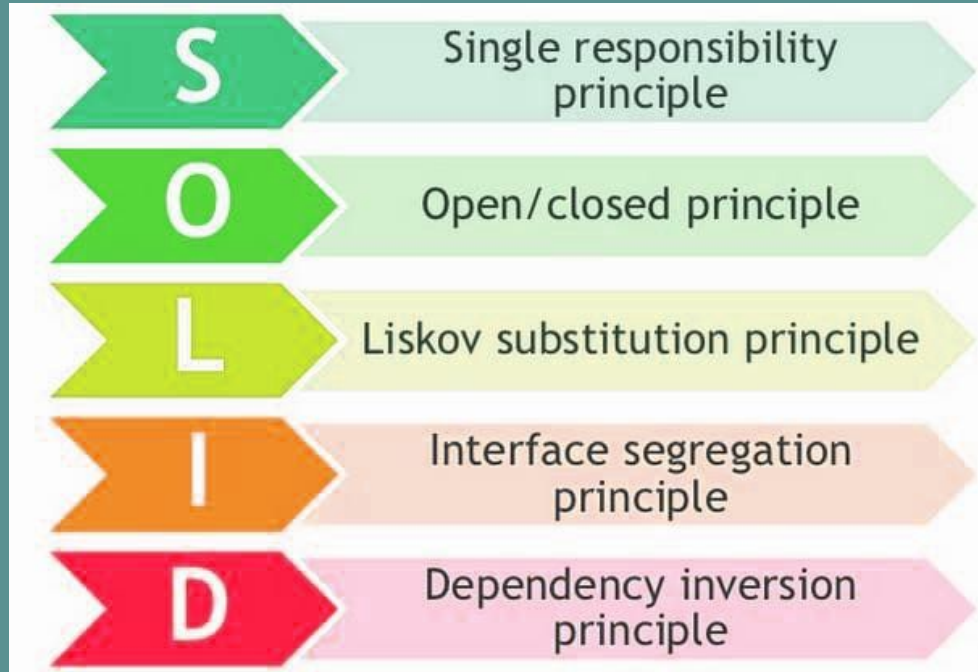 S
Single responsibility
principle
O
Open/closed principle
L
Liskov substitution principle
I
Interface segregation
principle
D
Dependency inversion
principle